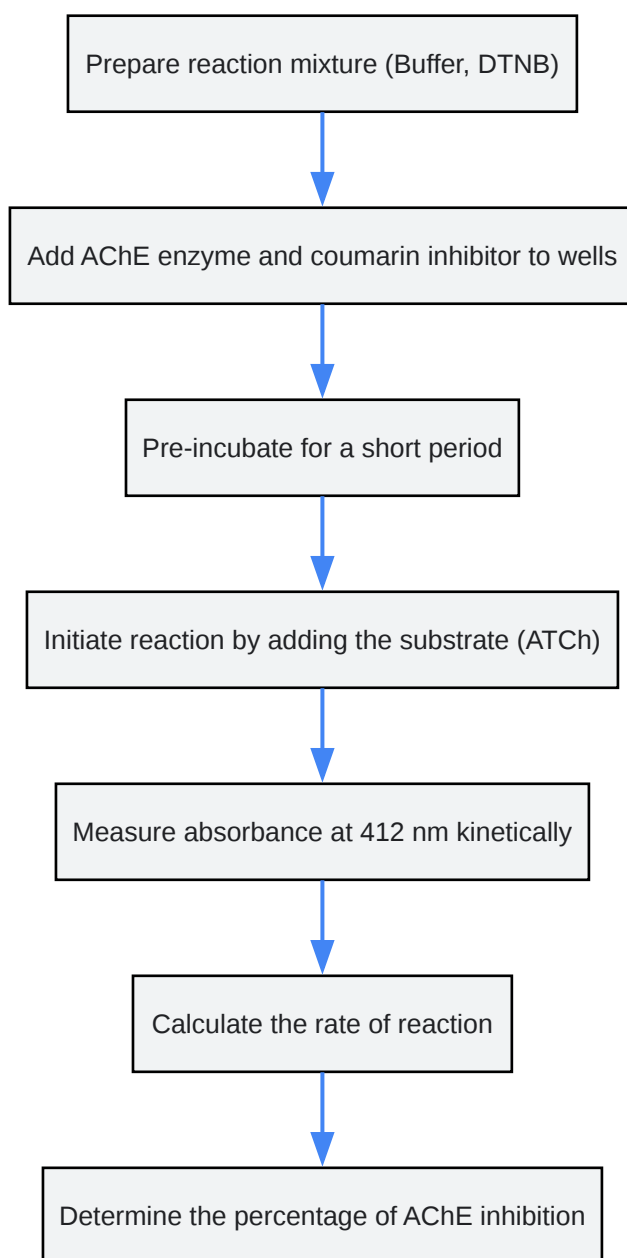 Prepare reaction mixture (Buffer, DTNB)
Add AChE enzyme and coumarin inhibitor to wells
Pre-incubate for a short period
Initiate reaction by adding the substrate (ATCh)
Measure absorbance at 412 nm kinetically
Calculate the rate of reaction
Determine the percentage of AChE inhibition